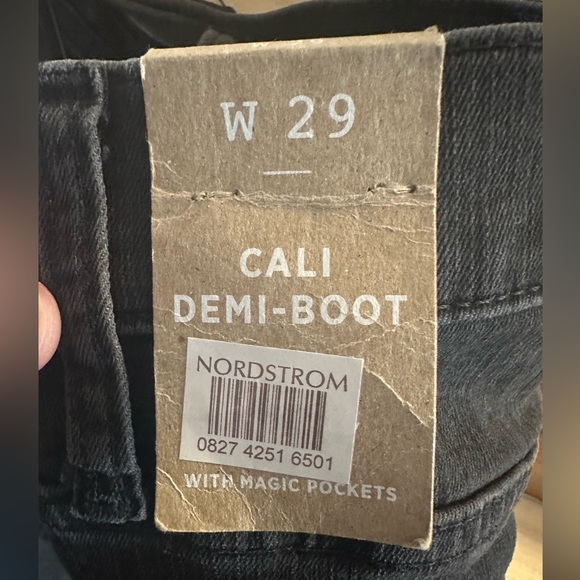 W 29
CALI
DEMI-BOOT
NORDSTROM
0827 4251 6501
WITH MAGIC POCKETS